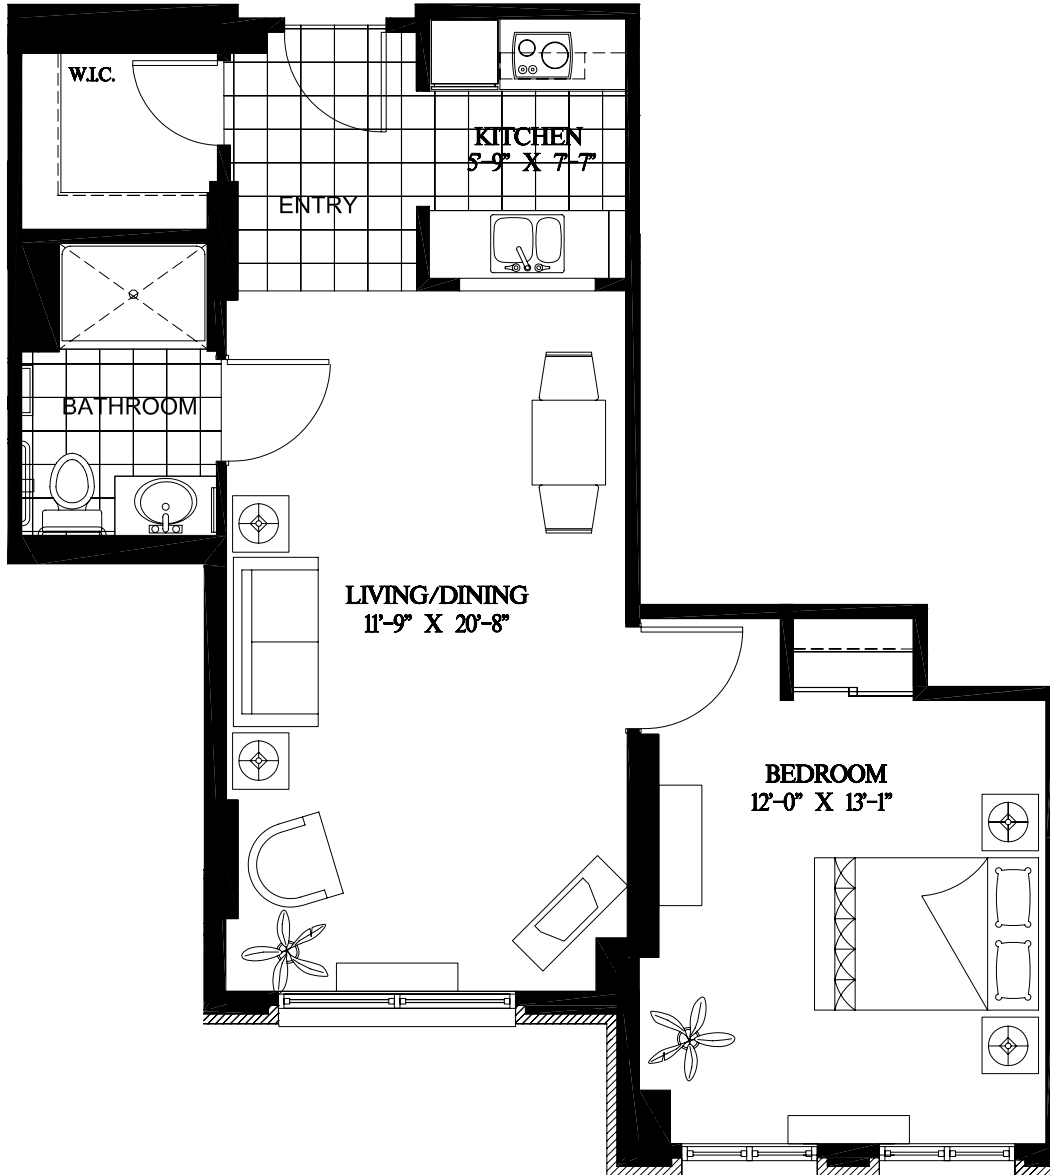 W.I.C.
KITCHEN
5'-9" X 7'-7"
ENTRY
BATHROOM
LIVING/DINING
11'-9" X 20'-8"
BEDROOM
12'-0" X 13'-1"